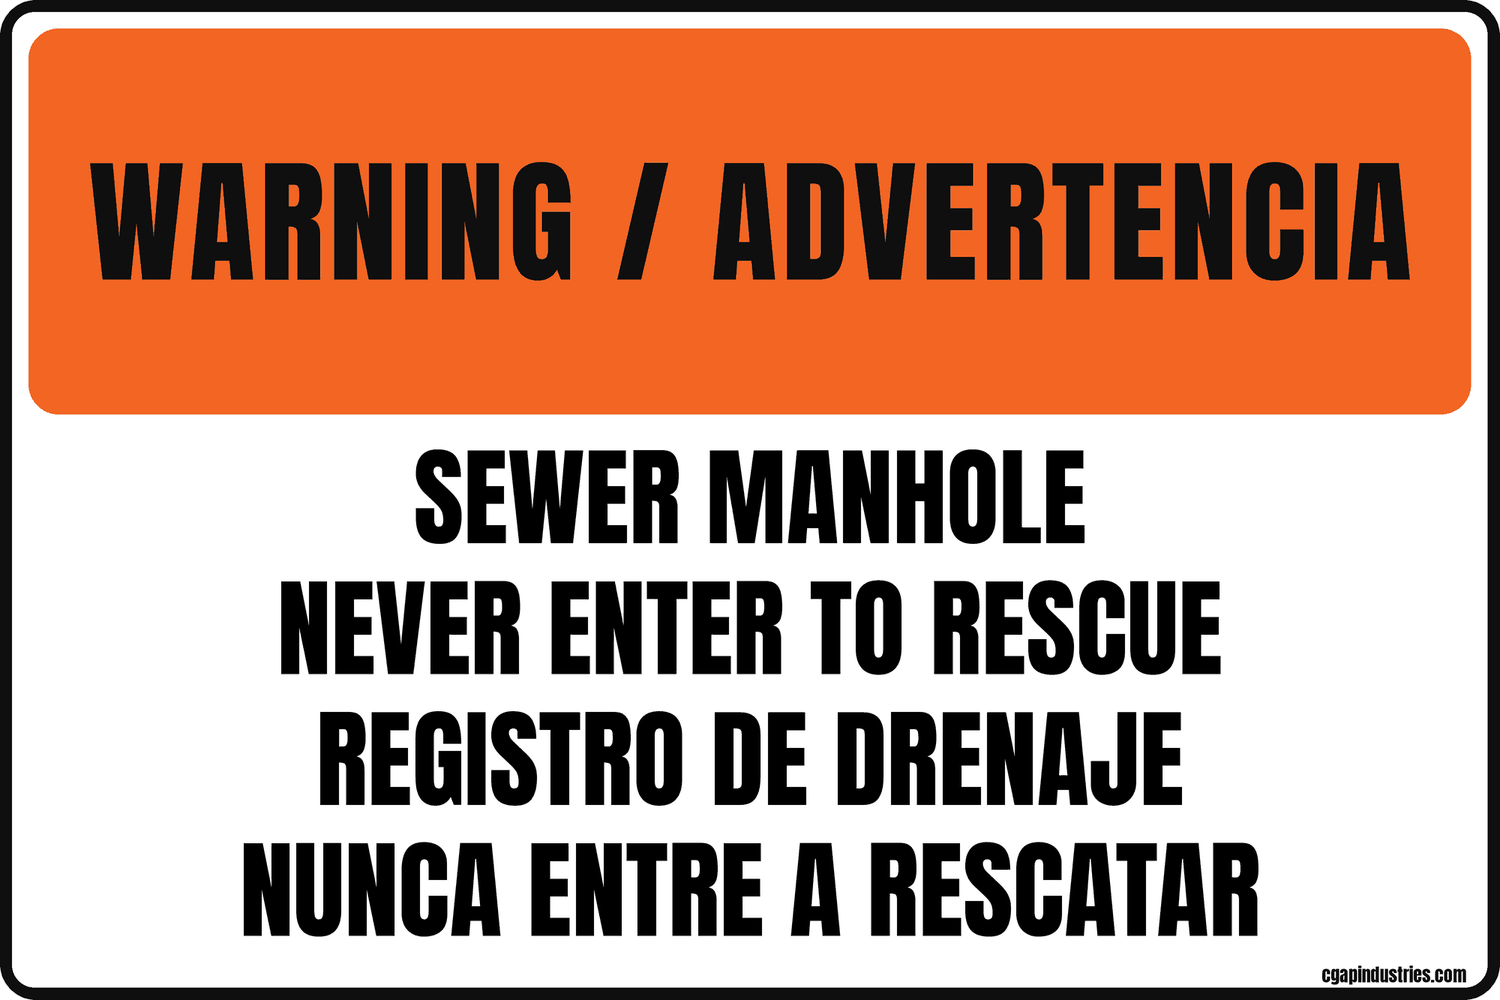 WARNING / ADVERTENCIA
SEWER MANHOLE
NEVER ENTER TO RESCUE
REGISTRO DE DRENAJE
NUNCA ENTRE A RESCATAR
cgapindustries.com